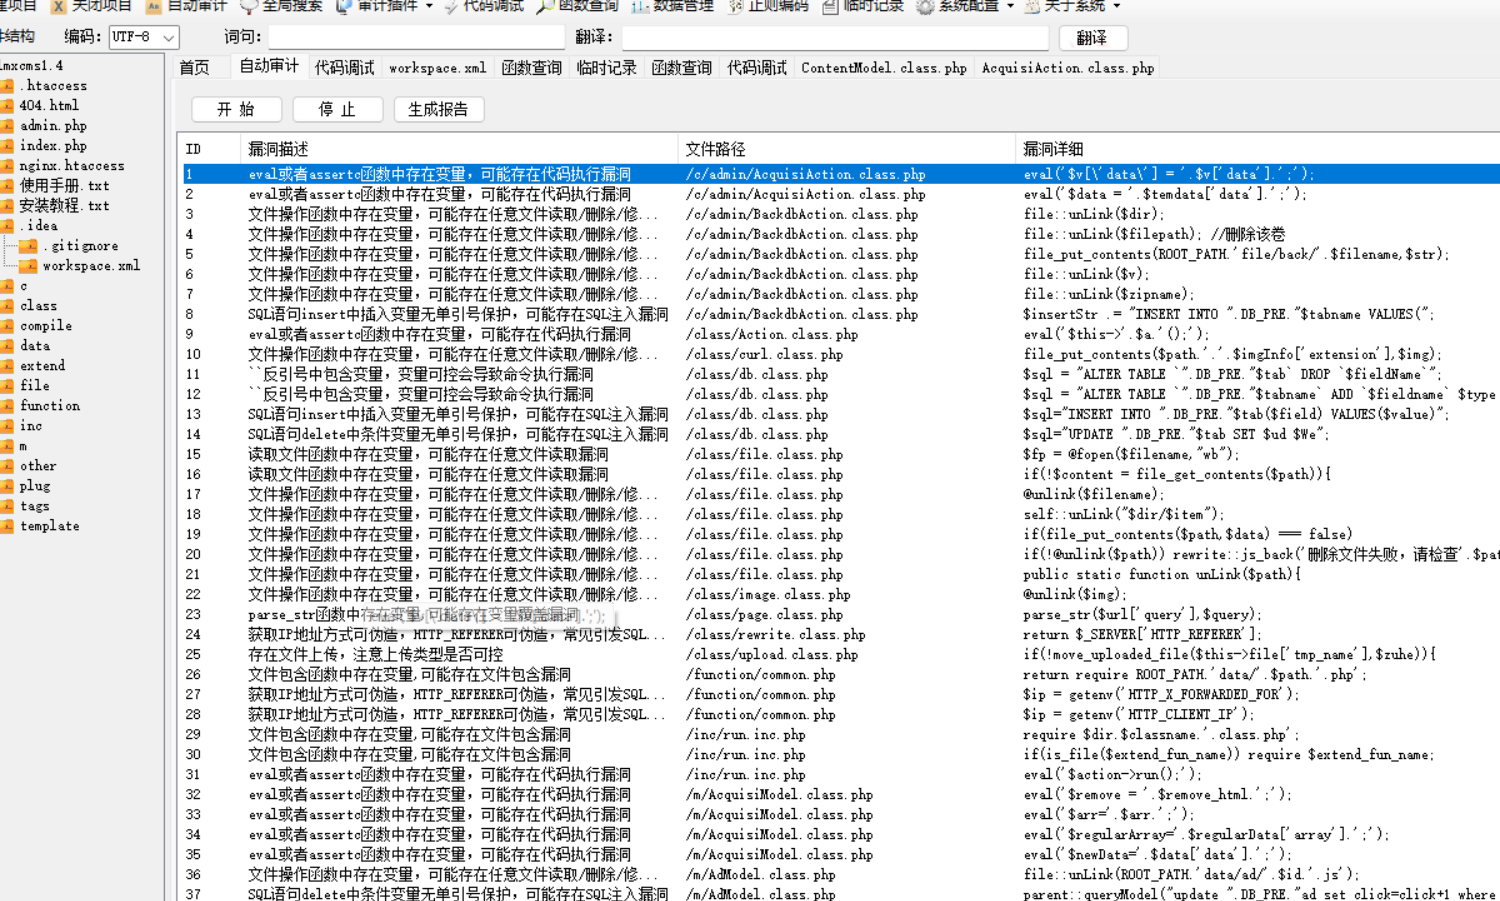 建项目 关闭项目 自动审计 全局搜索 审计插件 代码调试 函数查询 数据管理 正则编码 临时记录 系统配置 关于系统
件结构 编码: UTF-8 词句: 翻译: 翻译
lmxcms1.4 首页 自动审计 代码调试 workspace.xml 函数查询 临时记录 函数查询 代码调试 ContentModel.class.php AcquisiAction.class.php
.htaccess
404.html
admin.php
index.php
nginx.htaccess
使用手册.txt
安装教程.txt
.idea
.gitignore
workspace.xml
c
class
compile
data
extend
file
function
inc
m
other
plug
tags
template
开 始 停 止 生成报告
ID 漏洞描述 文件路径 漏洞详细
1 eval或者assertc函数中存在变量，可能存在代码执行漏洞 /c/admin/AcquisiAction.class.php eval('$v[\'data\'] = '.$v['data'].';');
2 eval或者assertc函数中存在变量，可能存在代码执行漏洞 /c/admin/AcquisiAction.class.php eval('$data = '.$temdata['data'].';');
3 文件操作函数中存在变量，可能存在任意文件读取/删除/修... /c/admin/BackdbAction.class.php file::unLink($dir);
4 文件操作函数中存在变量，可能存在任意文件读取/删除/修... /c/admin/BackdbAction.class.php file::unLink($filepath); //删除该卷
5 文件操作函数中存在变量，可能存在任意文件读取/删除/修... /c/admin/BackdbAction.class.php file_put_contents(ROOT_PATH.'file/back/'.$filename,$str);
6 文件操作函数中存在变量，可能存在任意文件读取/删除/修... /c/admin/BackdbAction.class.php file::unLink($v);
7 文件操作函数中存在变量，可能存在任意文件读取/删除/修... /c/admin/BackdbAction.class.php file::unLink($zipname);
8 SQL语句insert中插入变量无单引号保护，可能存在SQL注入漏洞 /c/admin/BackdbAction.class.php $insertStr .= "INSERT INTO ".DB_PRE."$tabname VALUES(";
9 eval或者assertc函数中存在变量，可能存在代码执行漏洞 /class/Action.class.php eval('$this->'.$a.'();');
10 文件操作函数中存在变量，可能存在任意文件读取/删除/修... /class/curl.class.php file_put_contents($path.'.'.$imgInfo['extension'],$img);
11 ``反引号中包含变量，变量可控会导致命令执行漏洞 /class/db.class.php $sql = "ALTER TABLE `".DB_PRE."$tab` DROP `$fieldName`";
12 ``反引号中包含变量，变量可控会导致命令执行漏洞 /class/db.class.php $sql = "ALTER TABLE `".DB_PRE."$tabname` ADD `$fieldname` $type
13 SQL语句insert中插入变量无单引号保护，可能存在SQL注入漏洞 /class/db.class.php $sql="INSERT INTO ".DB_PRE."$tab($field) VALUES($value)";
14 SQL语句delete中条件变量无单引号保护，可能存在SQL注入漏洞 /class/db.class.php $sql="UPDATE ".DB_PRE."$tab SET $ud $We";
15 读取文件函数中存在变量，可能存在任意文件读取漏洞 /class/file.class.php $fp = @fopen($filename,"wb");
16 读取文件函数中存在变量，可能存在任意文件读取漏洞 /class/file.class.php if(!$content = file_get_contents($path)){
17 文件操作函数中存在变量，可能存在任意文件读取/删除/修... /class/file.class.php @unlink($filename);
18 文件操作函数中存在变量，可能存在任意文件读取/删除/修... /class/file.class.php self::unLink("$dir/$item");
19 文件操作函数中存在变量，可能存在任意文件读取/删除/修... /class/file.class.php if(file_put_contents($path,$data) === false)
20 文件操作函数中存在变量，可能存在任意文件读取/删除/修... /class/file.class.php if(!@unlink($path)) rewrite::js_back('删除文件失败，请检查'.$pat
21 文件操作函数中存在变量，可能存在任意文件读取/删除/修... /class/file.class.php public static function unLink($path){
22 文件操作函数中存在变量，可能存在任意文件读取/删除/修... /class/image.class.php @unlink($img);
23 parse_str函数中存在变量,可能存在变量覆盖漏洞 /class/page.class.php parse_str($url['query'],$query);
24 获取IP地址方式可伪造，HTTP_REFERER可伪造，常见引发SQL... /class/rewrite.class.php return $_SERVER['HTTP_REFERER'];
25 存在文件上传，注意上传类型是否可控 /class/upload.class.php if(!move_uploaded_file($this->file['tmp_name'],$zuhe)){
26 文件包含函数中存在变量,可能存在文件包含漏洞 /function/common.php return require ROOT_PATH.'data/'.$path.'.php';
27 获取IP地址方式可伪造，HTTP_REFERER可伪造，常见引发SQL... /function/common.php $ip = getenv('HTTP_X_FORWARDED_FOR');
28 获取IP地址方式可伪造，HTTP_REFERER可伪造，常见引发SQL... /function/common.php $ip = getenv('HTTP_CLIENT_IP');
29 文件包含函数中存在变量,可能存在文件包含漏洞 /inc/run.inc.php require $dir.$classname.'.class.php';
30 文件包含函数中存在变量,可能存在文件包含漏洞 /inc/run.inc.php if(is_file($extend_fun_name)) require $extend_fun_name;
31 eval或者assertc函数中存在变量，可能存在代码执行漏洞 /inc/run.inc.php eval('$action->run();');
32 eval或者assertc函数中存在变量，可能存在代码执行漏洞 /m/AcquisiModel.class.php eval('$remove = '.$remove_html.';');
33 eval或者assertc函数中存在变量，可能存在代码执行漏洞 /m/AcquisiModel.class.php eval('$arr='.$arr.';');
34 eval或者assertc函数中存在变量，可能存在代码执行漏洞 /m/AcquisiModel.class.php eval('$regularArray='.$regularData['array'].';');
35 eval或者assertc函数中存在变量，可能存在代码执行漏洞 /m/AcquisiModel.class.php eval('$newData='.$data['data'].';');
36 文件操作函数中存在变量，可能存在任意文件读取/删除/修... /m/AdModel.class.php file::unLink(ROOT_PATH.'data/ad/'.$id.'.js');
37 SQL语句delete中条件变量无单引号保护，可能存在SQL注入漏洞 /m/AdModel.class.php parent::queryModel("update ".DB_PRE."ad set click=click+1 where